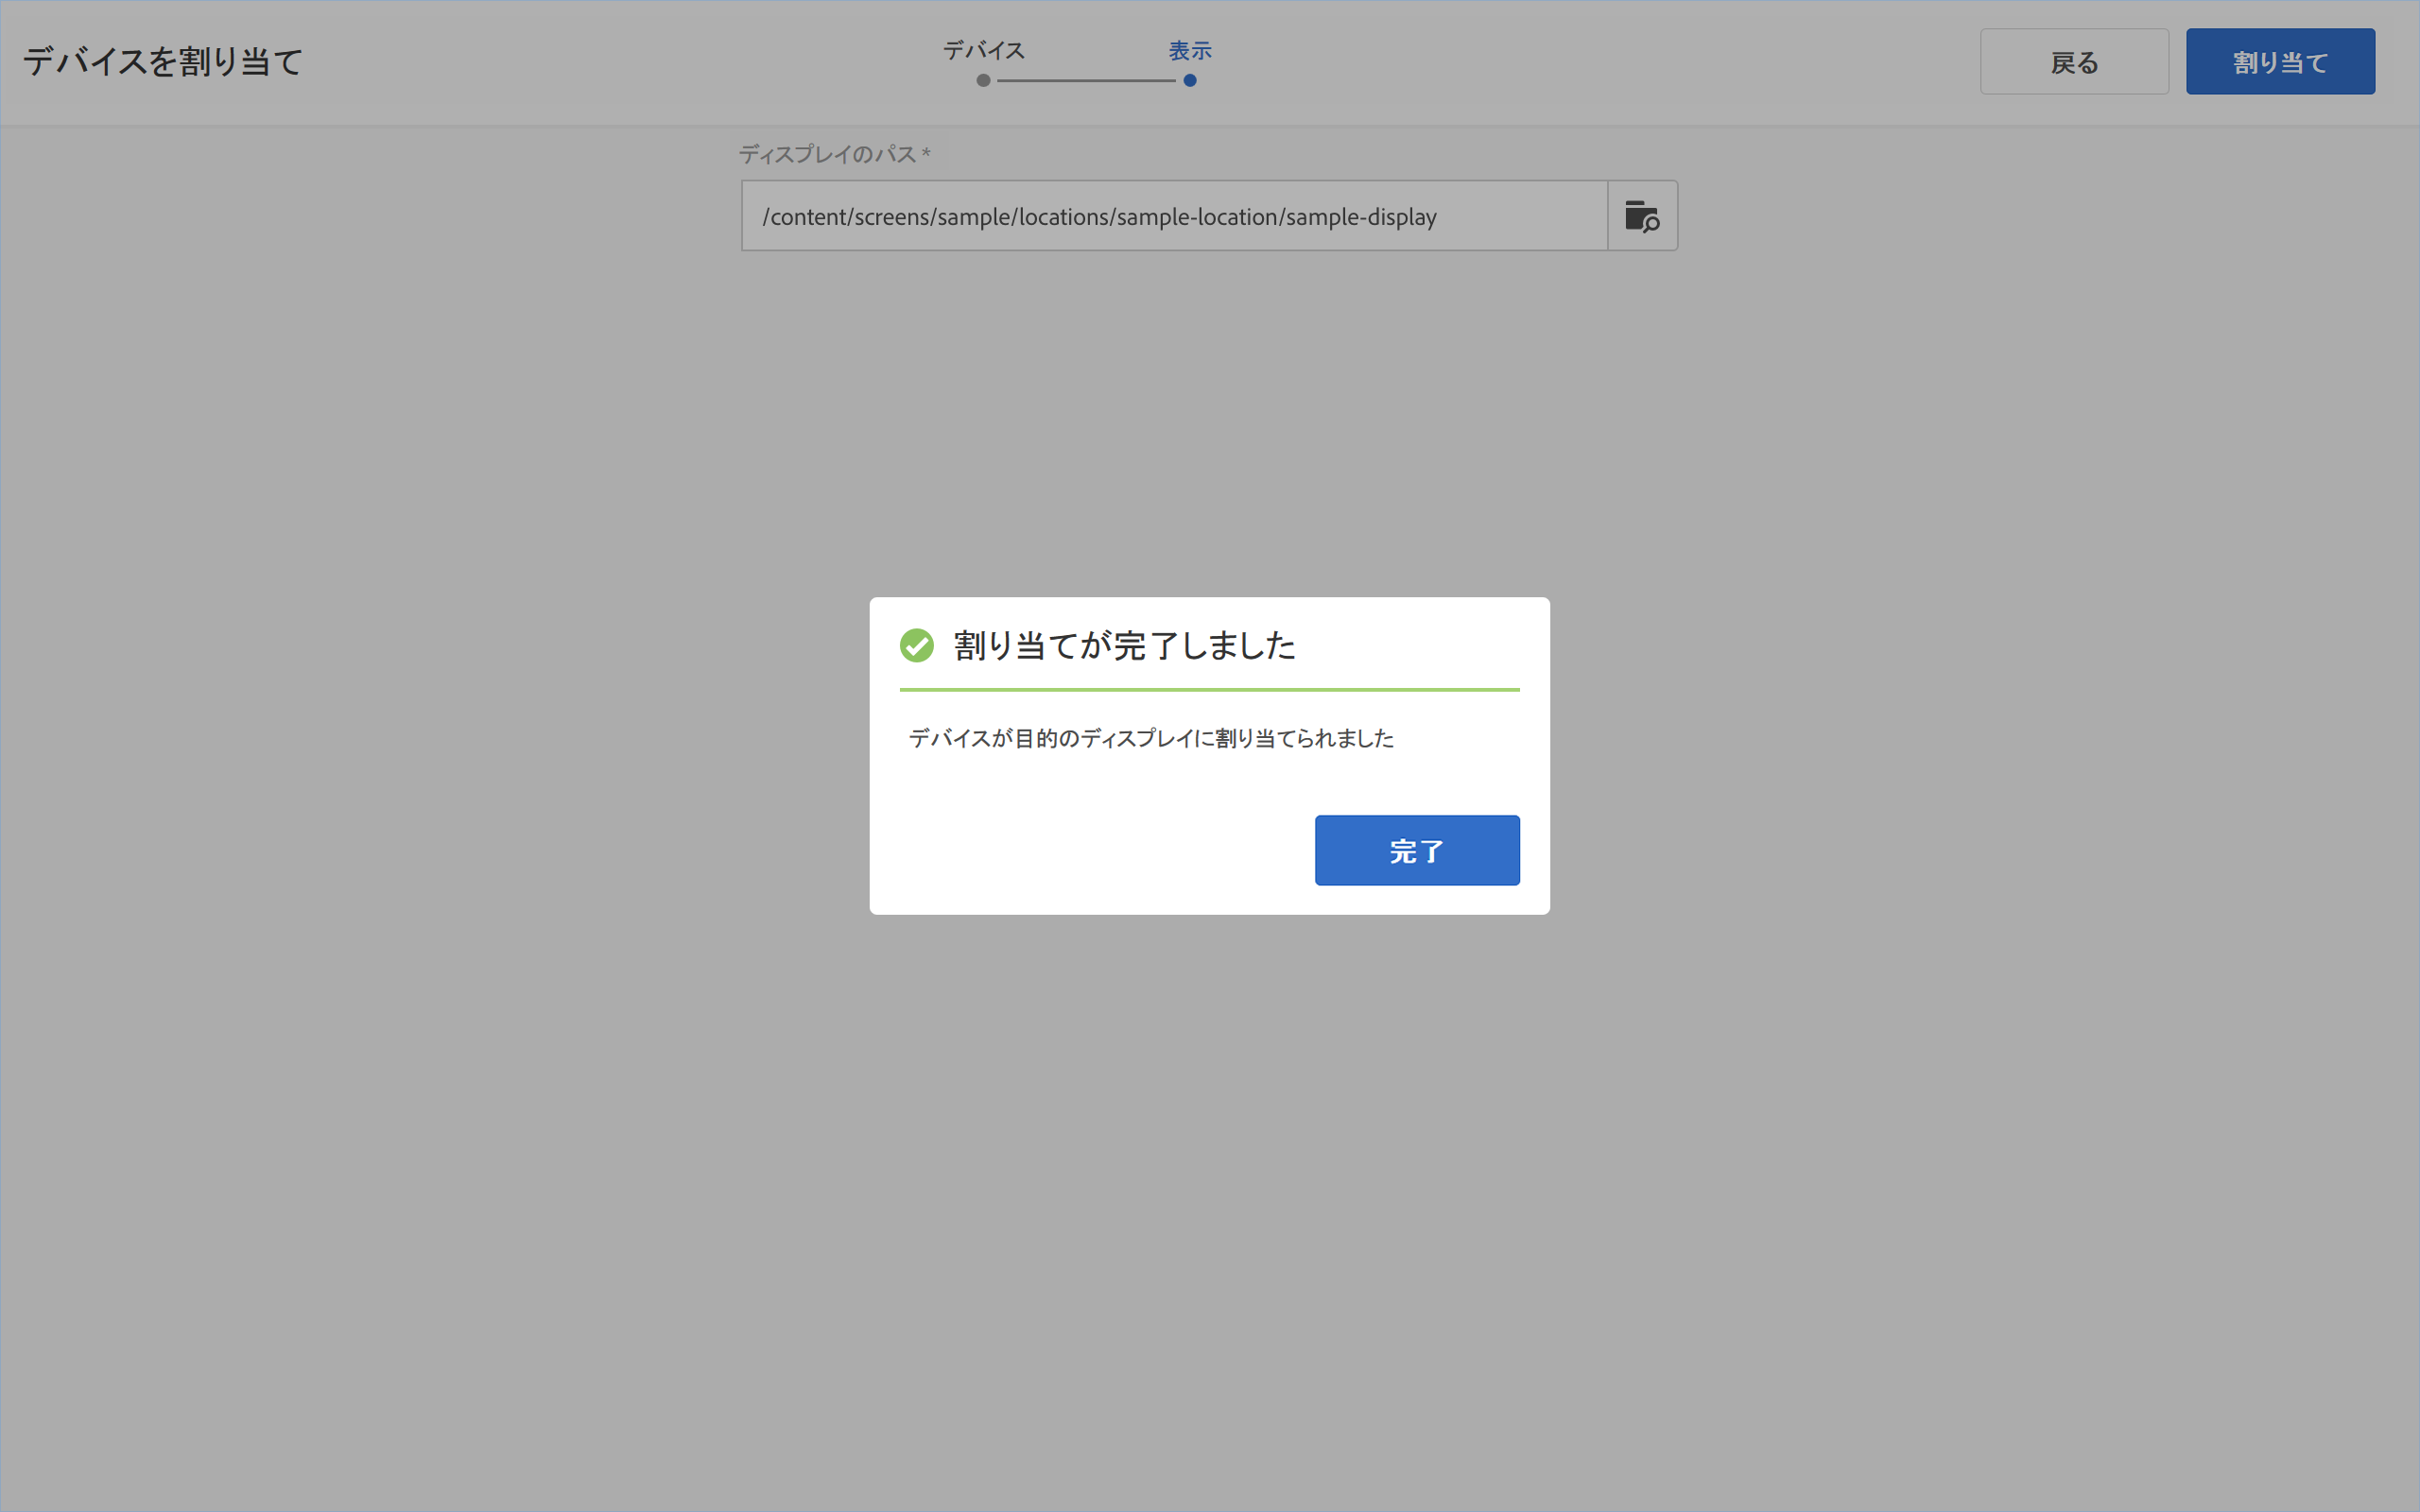 デバイスを割り当て
デバイス
表示
戻る
割り当て
ディスプレイのパス *
/content/screens/sample/locations/sample-location/sample-display
割り当てが完了しました
デバイスが目的のディスプレイに割り当てられました
完了